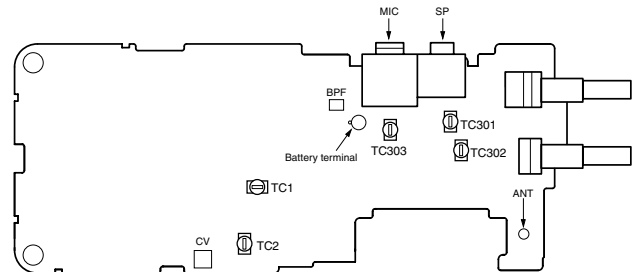 MIC
SP
BPF
TC301
TC303
TC302
Battery terminal
TC1
ANT
CV
TC2